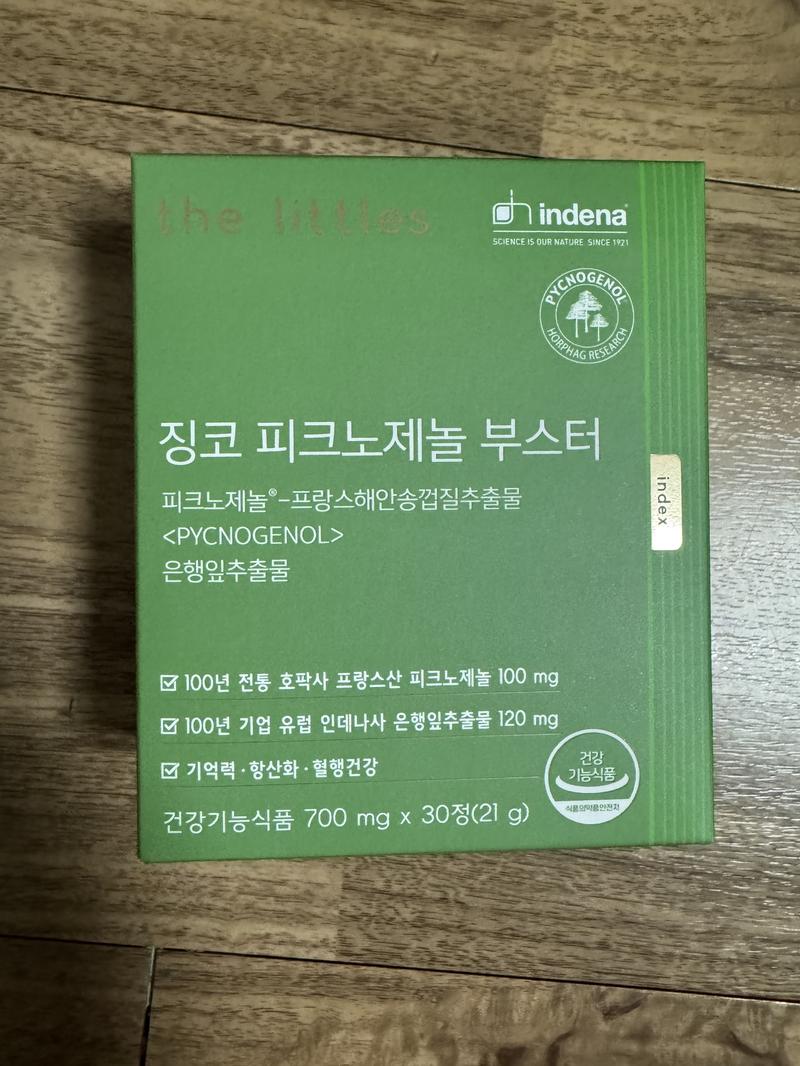 the littles
indena
SCIENCE IS OUR NATURE SINCE 1921
PYCNOGENOL
HORPHAG RESEARCH
징코 피크노제놀 부스터
피크노제놀®-프랑스해안송껍질추출물
<PYCNOGENOL>
은행잎추출물
index
☑ 100년 전통 호팍사 프랑스산 피크노제놀 100 mg
☑ 100년 기업 유럽 인데나사 은행잎추출물 120 mg
☑ 기억력·항산화·혈행건강
건강
기능식품
식품의약품안전처
건강기능식품 700 mg x 30정(21 g)